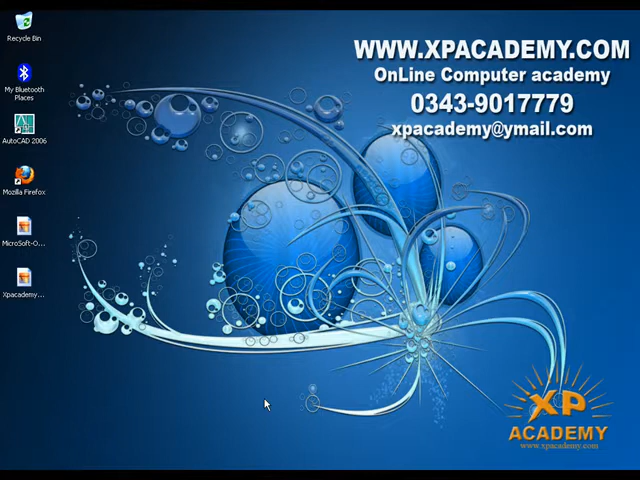 WWW.XPACADEMY.COM
OnLine Computer academy
0343-9017779
xpacademy@ymail.com
Recycle Bin
My Bluetooth
Places
AutoCAD 2006
Mozilla Firefox
MicroSoft-O...
Xpacademy...
XP
ACADEMY
www.xpacademy.com